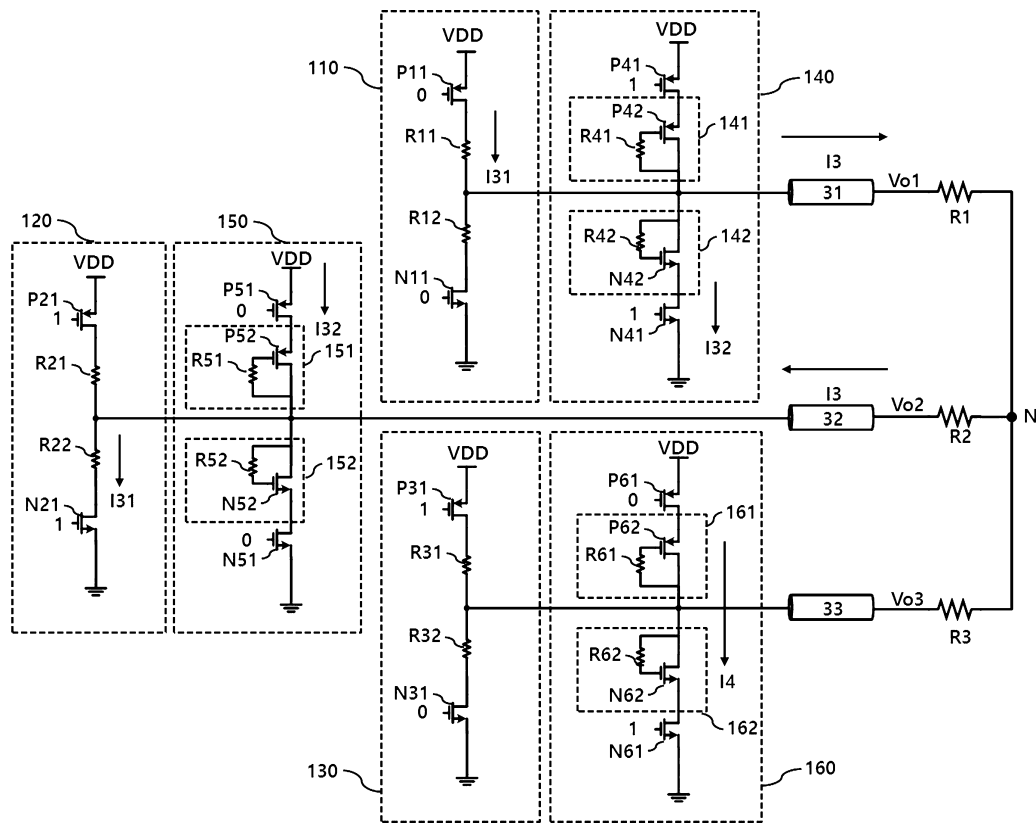 110
VDD
P11
0
R11
I31
R12
N11
0
VDD
P41
1
P42
R41
141
R42
142
N42
1
N41
I32
140
I3
31
Vo1
R1
120
VDD
P21
1
R21
R22
N21
1
I31
150
VDD
P51
0
I32
P52
R51
151
R52
152
N52
0
N51
I3
32
Vo2
R2
N
VDD
P31
1
R31
R32
N31
0
130
VDD
P61
0
161
P62
R61
R62
I4
N62
1
N61
162
160
33
Vo3
R3